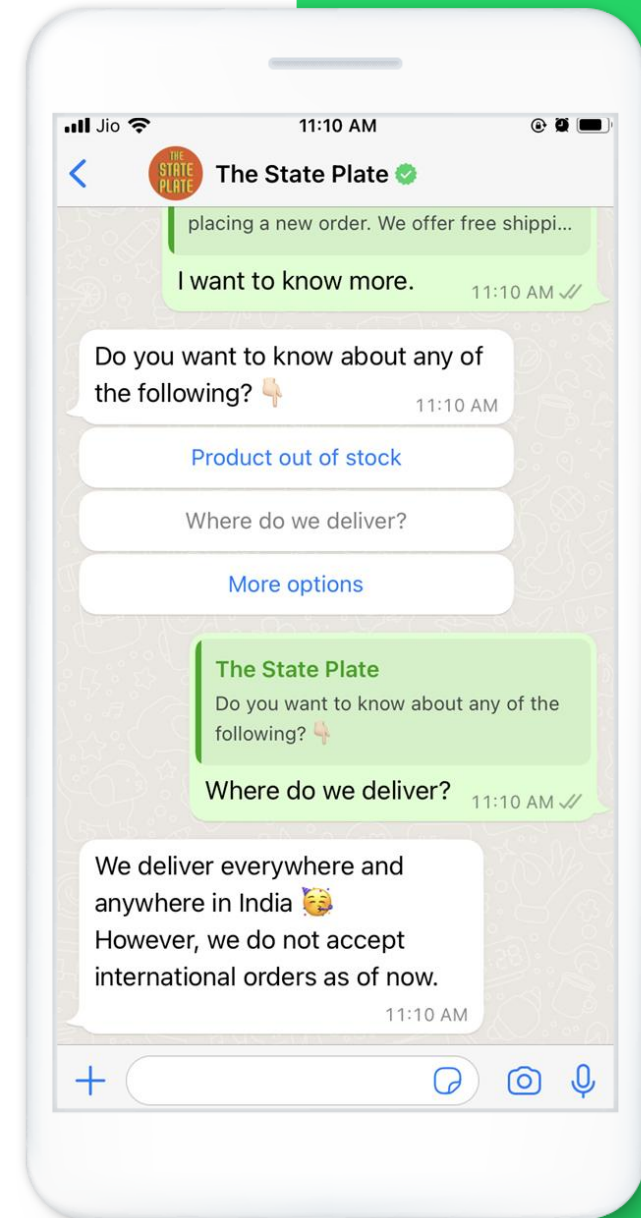 Jio
11:10 AM
THE
STATE
PLATE
The State Plate
placing a new order. We offer free shippi...
I want to know more.
11:10 AM
Do you want to know about any of
the following? 👇🏻
11:10 AM
Product out of stock
Where do we deliver?
More options
The State Plate
Do you want to know about any of the
following? 👇🏻
Where do we deliver?
11:10 AM
We deliver everywhere and
anywhere in India 🥳
However, we do not accept
international orders as of now.
11:10 AM